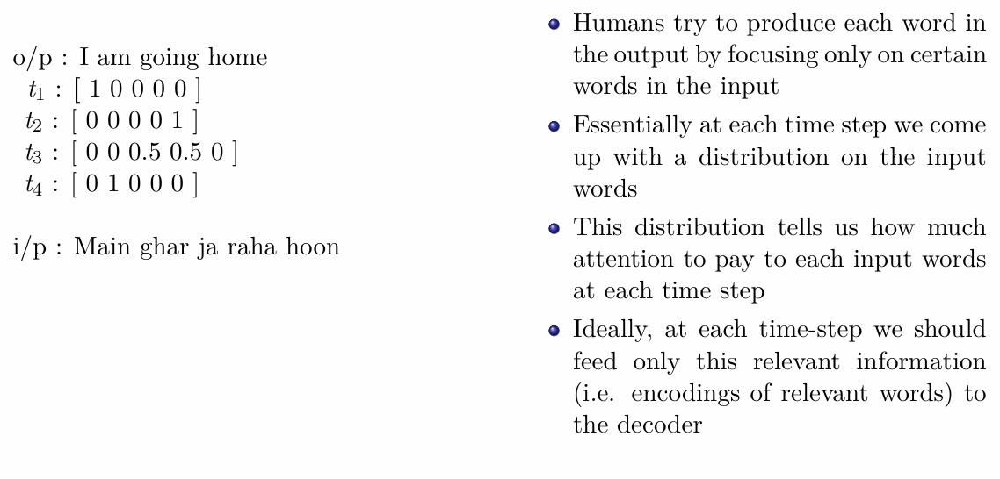 o/p : I am going home
t1 : [ 1 0 0 0 0 ]
t2 : [ 0 0 0 0 1 ]
t3 : [ 0 0 0.5 0.5 0 ]
t4 : [ 0 1 0 0 0 ]
i/p : Main ghar ja raha hoon
Humans try to produce each word in
the output by focusing only on certain
words in the input
Essentially at each time step we come
up with a distribution on the input
words
This distribution tells us how much
attention to pay to each input words
at each time step
Ideally, at each time-step we should
feed only this relevant information
(i.e. encodings of relevant words) to
the decoder